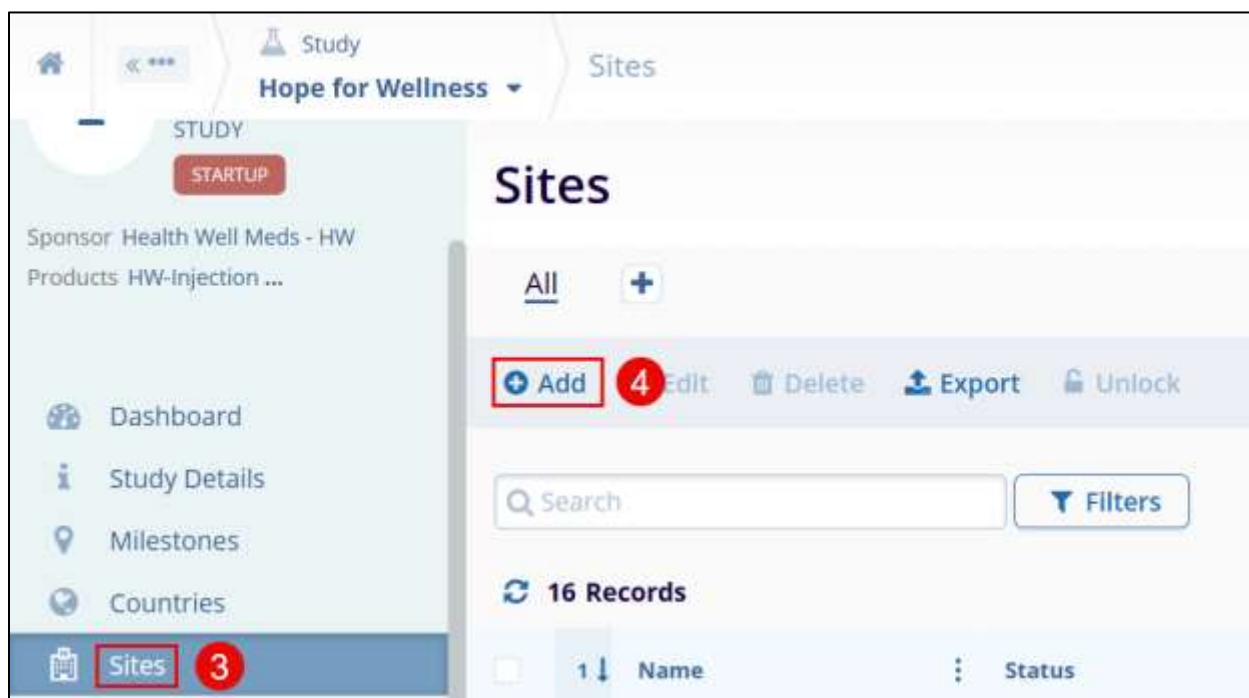 Study
Hope for Wellness
Sites
STUDY
STARTUP
Sponsor Health Well Meds - HW
Products HW-Injection ...
Dashboard
Study Details
Milestones
Countries
Sites 3
Sites
All
Add 4 Edit Delete Export Unlock
Search Filters
16 Records
1 Name Status